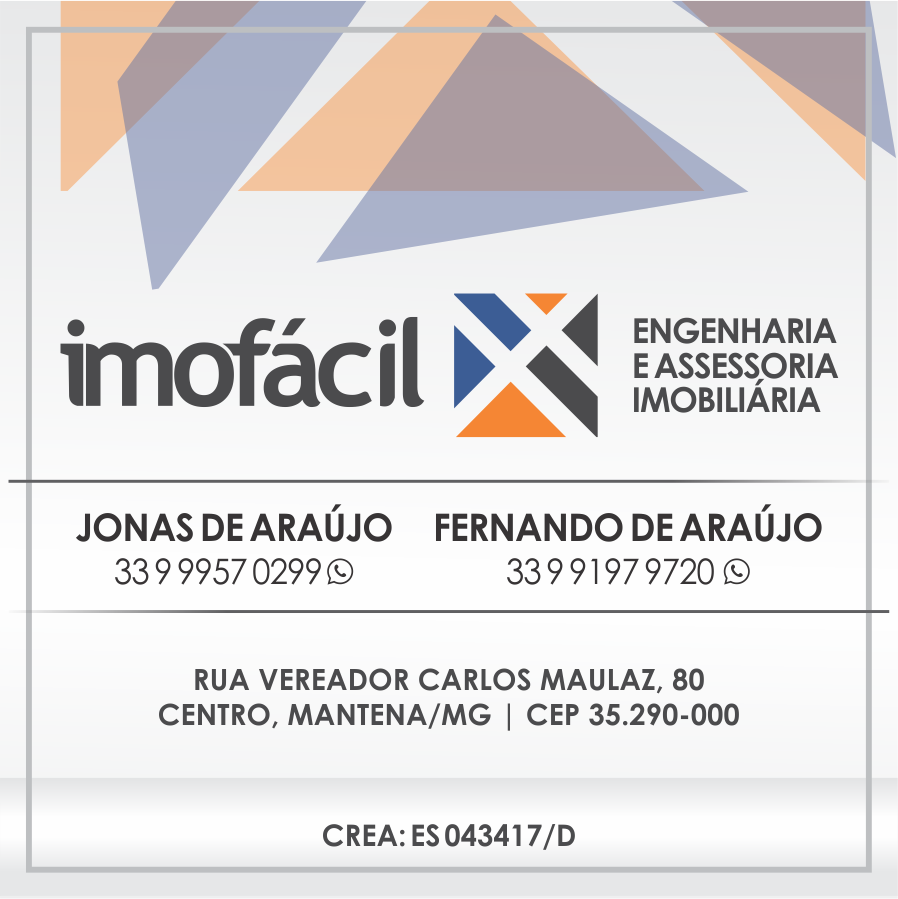 imofácil
ENGENHARIA
E ASSESSORIA
IMOBILIÁRIA
JONAS DE ARAÚJO
33 9 9957 0299
FERNANDO DE ARAÚJO
33 9 9197 9720
RUA VEREADOR CARLOS MAULAZ, 80
CENTRO, MANTENA/MG | CEP 35.290-000
CREA: ES 043417/D